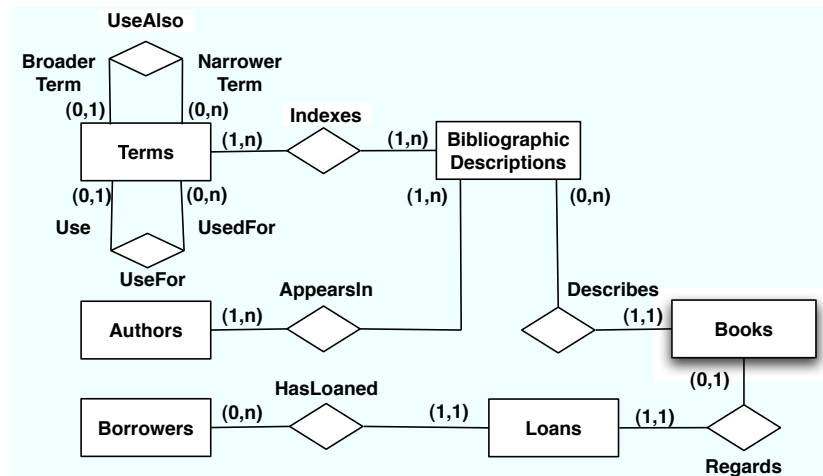 UseAlso
Broader
Term
Narrower
Term
(0,1)
(0,n)
Indexes
Terms
(1,n)
(1,n)
Bibliographic
Descriptions
(0,1)
(0,n)
(1,n)
(0,n)
Use
UsedFor
UseFor
AppearsIn
Describes
Authors
(1,n)
(1,1)
Books
(0,1)
HasLoaned
Borrowers
(0,n)
(1,1)
Loans
(1,1)
Regards